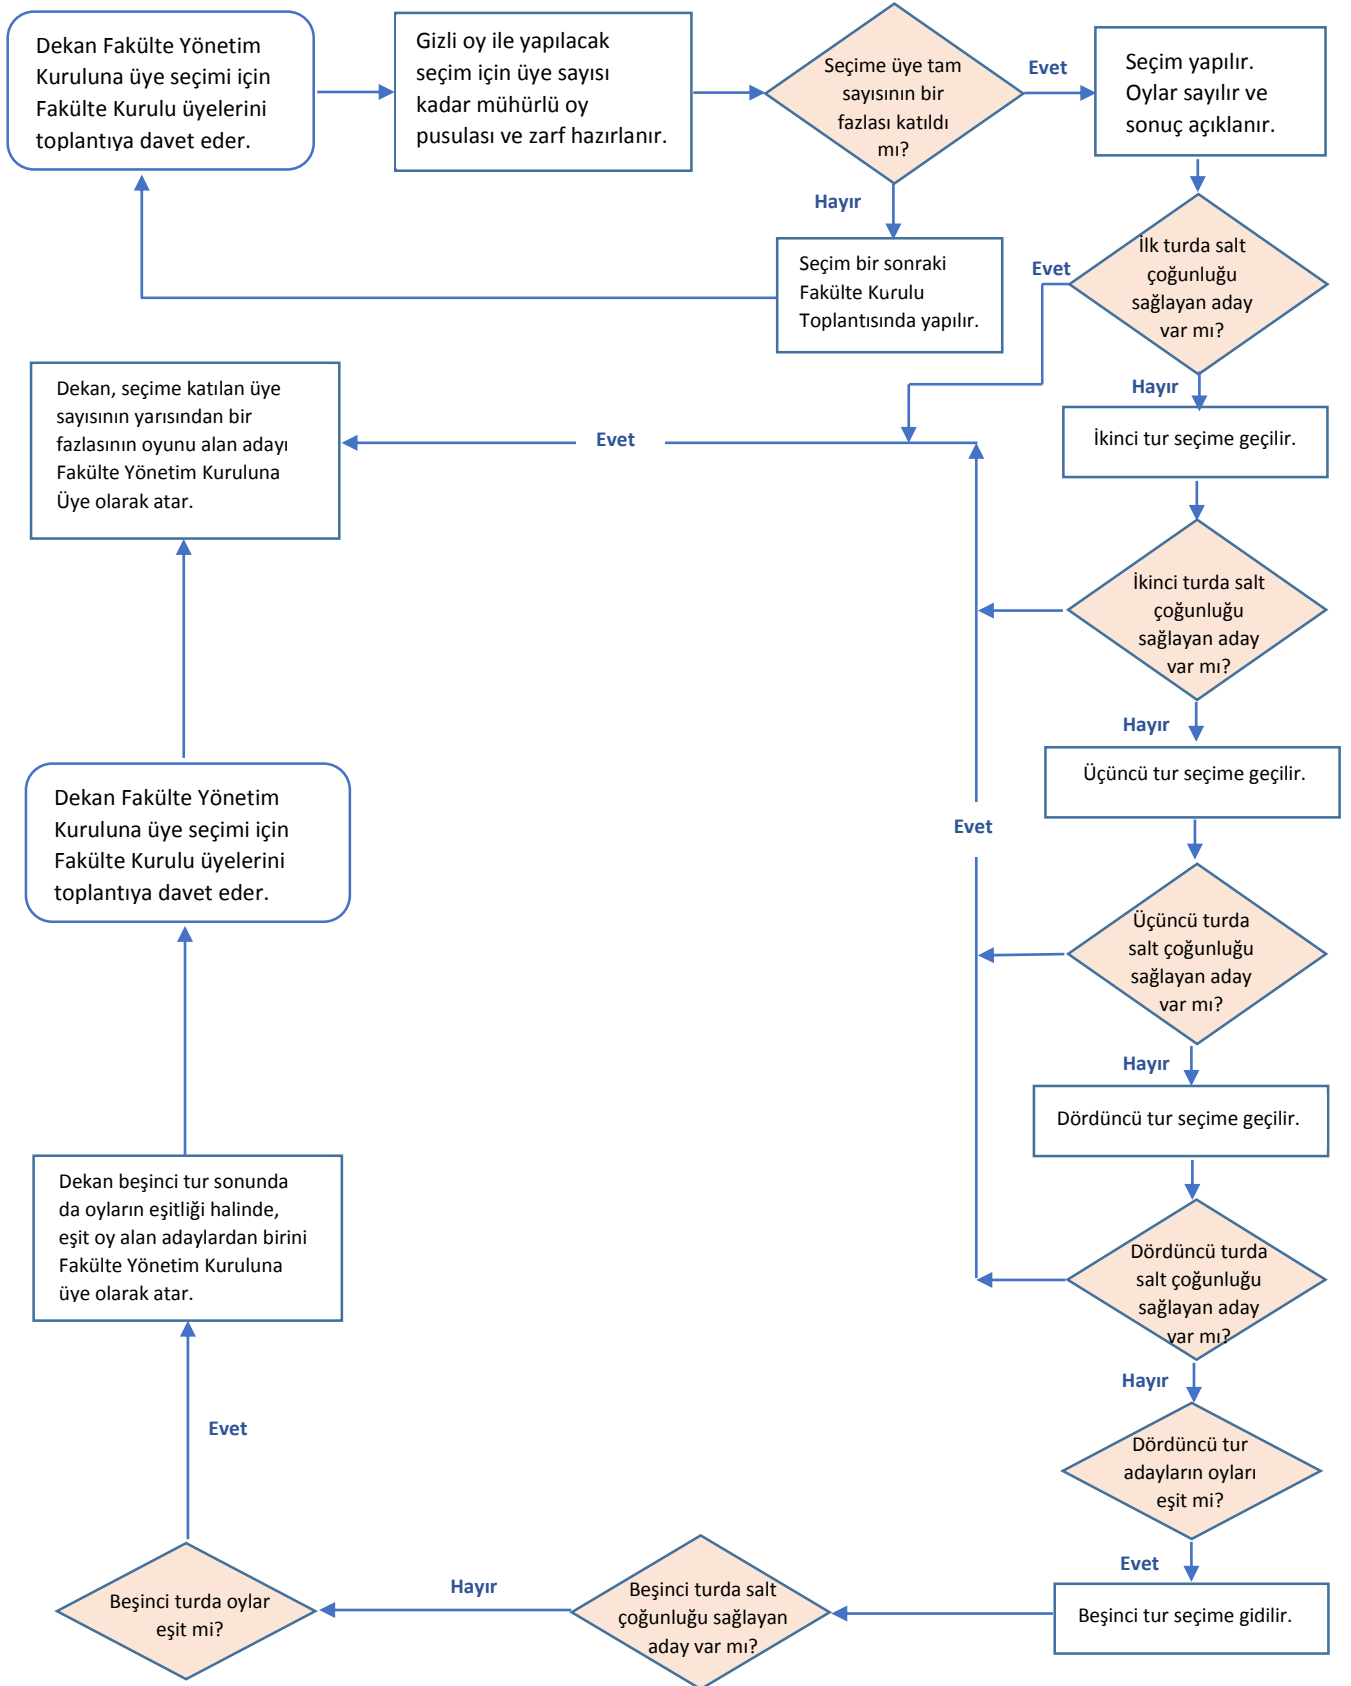 Dekan Fakülte Yönetim
Kuruluna üye seçimi için
Fakülte Kurulu üyelerini
toplantıya davet eder.
Gizli oy ile yapılacak
seçim için üye sayısı
kadar mühürlü oy
pusulası ve zarf hazırlanır.
Seçime üye tam
sayısının bir
fazlası katıldı
mı?
Evet
Seçim yapılır.
Oylar sayılır ve
sonuç açıklanır.
Hayır
Seçim bir sonraki
Fakülte Kurulu
Toplantısında yapılır.
Evet
İlk turda salt
çoğunluğu
sağlayan aday
var mı?
Hayır
Dekan, seçime katılan üye
sayısının yarısından bir
fazlasının oyunu alan adayı
Fakülte Yönetim Kuruluna
Üye olarak atar.
Evet
İkinci tur seçime geçilir.
İkinci turda salt
çoğunluğu
sağlayan aday
var mı?
Hayır
Üçüncü tur seçime geçilir.
Dekan Fakülte Yönetim
Kuruluna üye seçimi için
Fakülte Kurulu üyelerini
toplantıya davet eder.
Evet
Üçüncü turda
salt çoğunluğu
sağlayan aday
var mı?
Hayır
Dördüncü tur seçime geçilir.
Dekan beşinci tur sonunda
da oyların eşitliği halinde,
eşit oy alan adaylardan birini
Fakülte Yönetim Kuruluna
üye olarak atar.
Dördüncü turda
salt çoğunluğu
sağlayan aday
var mı?
Hayır
Evet
Dördüncü tur
adayların oyları
eşit mi?
Evet
Beşinci turda oylar
eşit mi?
Hayır
Beşinci turda salt
çoğunluğu sağlayan
aday var mı?
Beşinci tur seçime gidilir.